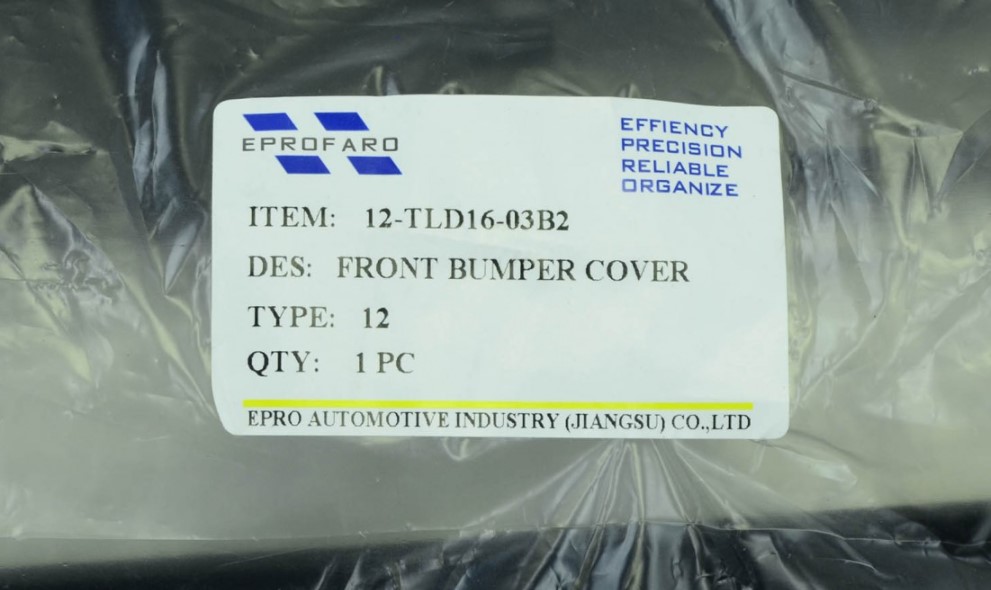 EPROFARO
EFFIENCY
PRECISION
RELIABLE
ORGANIZE
ITEM: 12-TLD16-03B2
DES: FRONT BUMPER COVER
TYPE: 12
QTY: 1 PC
EPRO AUTOMOTIVE INDUSTRY (JIANGSU) CO.,LTD